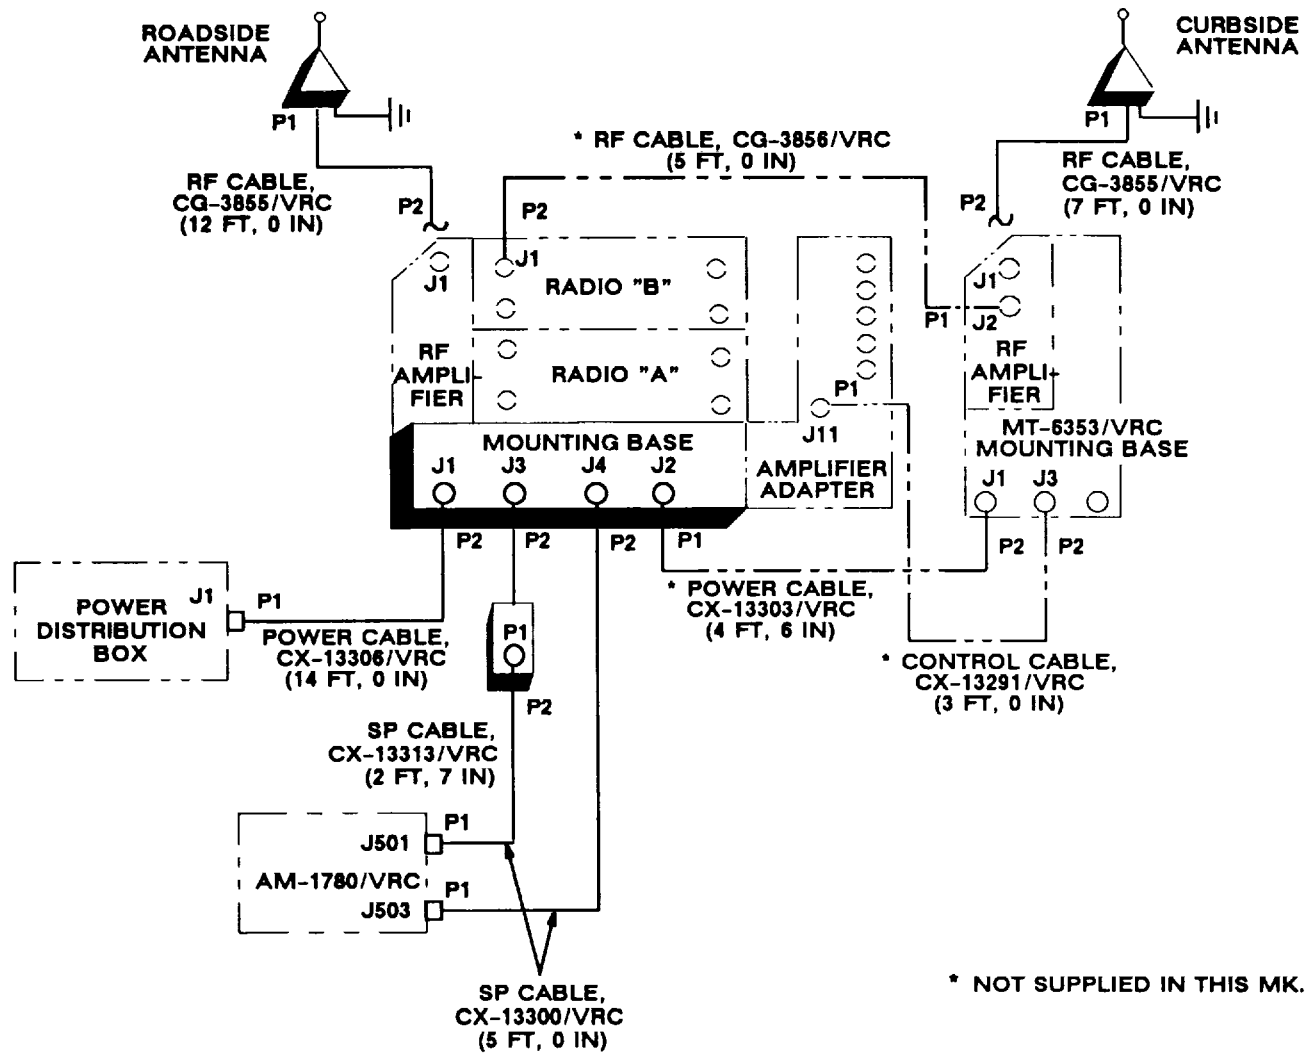 ROADSIDE
ANTENNA
CURBSIDE
ANTENNA
P1
P1
* RF CABLE, CG-3856/VRC
(5 FT, 0 IN)
RF CABLE,
CG-3855/VRC
(12 FT, 0 IN)
RF CABLE,
CG-3855/VRC
(7 FT, 0 IN)
P2
P2
P2
J1
J1
RADIO "B"
J1
P1
J2
RF
AMPLI-
FIER
RADIO "A"
P1
J11
RF
AMPLI-
FIER
MT-6353/VRC
MOUNTING BASE
MOUNTING BASE
J1
J3
J4
J2
AMPLIFIER
ADAPTER
J1
J3
P2
P2
P2
P1
P2
P2
J1
P1
POWER
DISTRIBUTION
BOX
POWER CABLE,
CX-13306/VRC
(14 FT, 0 IN)
P1
* POWER CABLE,
CX-13303/VRC
(4 FT, 6 IN)
* CONTROL CABLE,
CX-13291/VRC
(3 FT, 0 IN)
P2
SP CABLE,
CX-13313/VRC
(2 FT, 7 IN)
P1
J501
AM-1780/VRC
P1
J503
SP CABLE,
CX-13300/VRC
(5 FT, 0 IN)
* NOT SUPPLIED IN THIS MK.